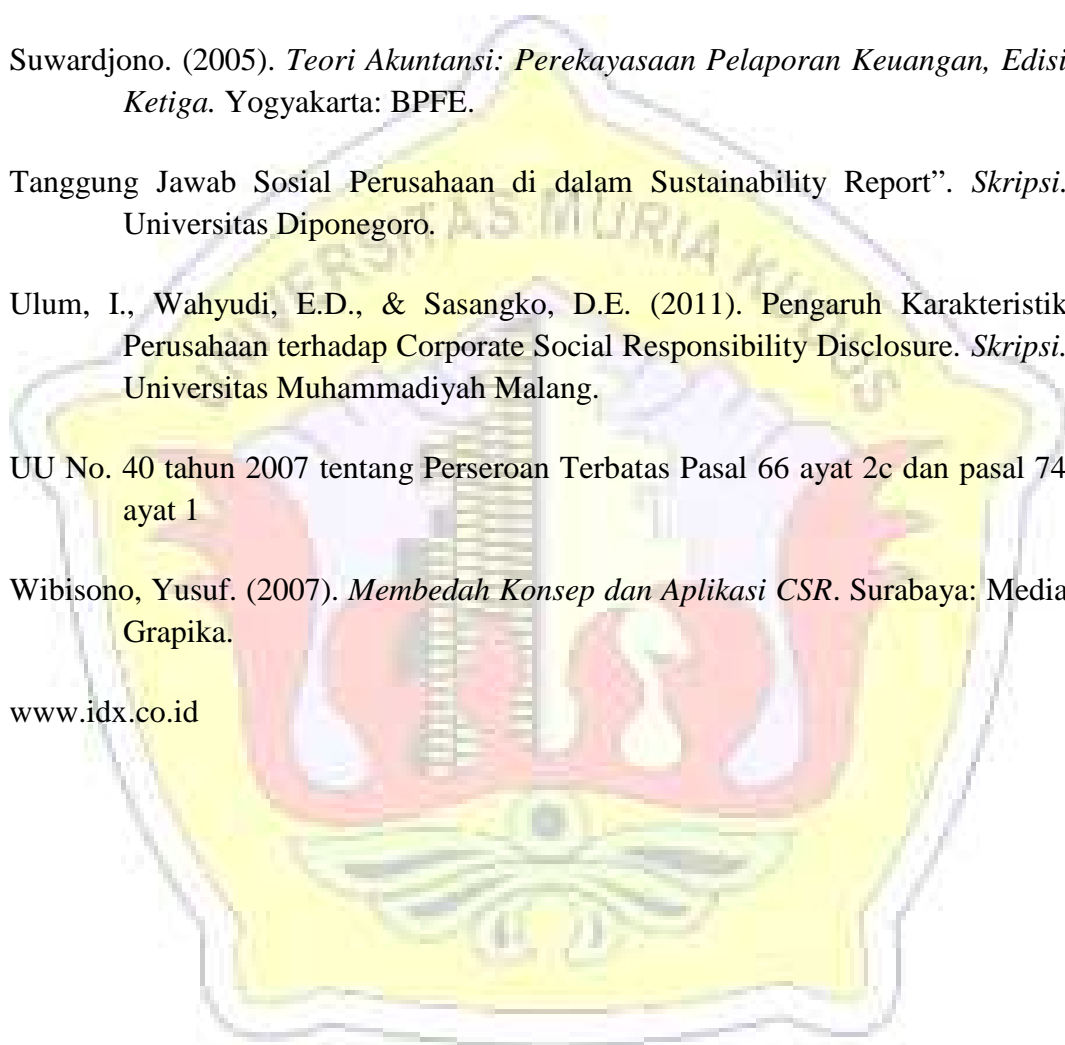 Suwardjono. (2005). Teori Akuntansi: Perekayasaan Pelaporan Keuangan, Edisi
Ketiga. Yogyakarta: BPFE.
Tanggung Jawab Sosial Perusahaan di dalam Sustainability Report”. Skripsi.
Universitas Diponegoro.
UNIVERSITAS MURIA KUDUS
Ulum, I., Wahyudi, E.D., & Sasangko, D.E. (2011). Pengaruh Karakteristik
Perusahaan terhadap Corporate Social Responsibility Disclosure. Skripsi.
Universitas Muhammadiyah Malang.
UU No. 40 tahun 2007 tentang Perseroan Terbatas Pasal 66 ayat 2c dan pasal 74
ayat 1
Wibisono, Yusuf. (2007). Membedah Konsep dan Aplikasi CSR. Surabaya: Media
Grapika.
www.idx.co.id